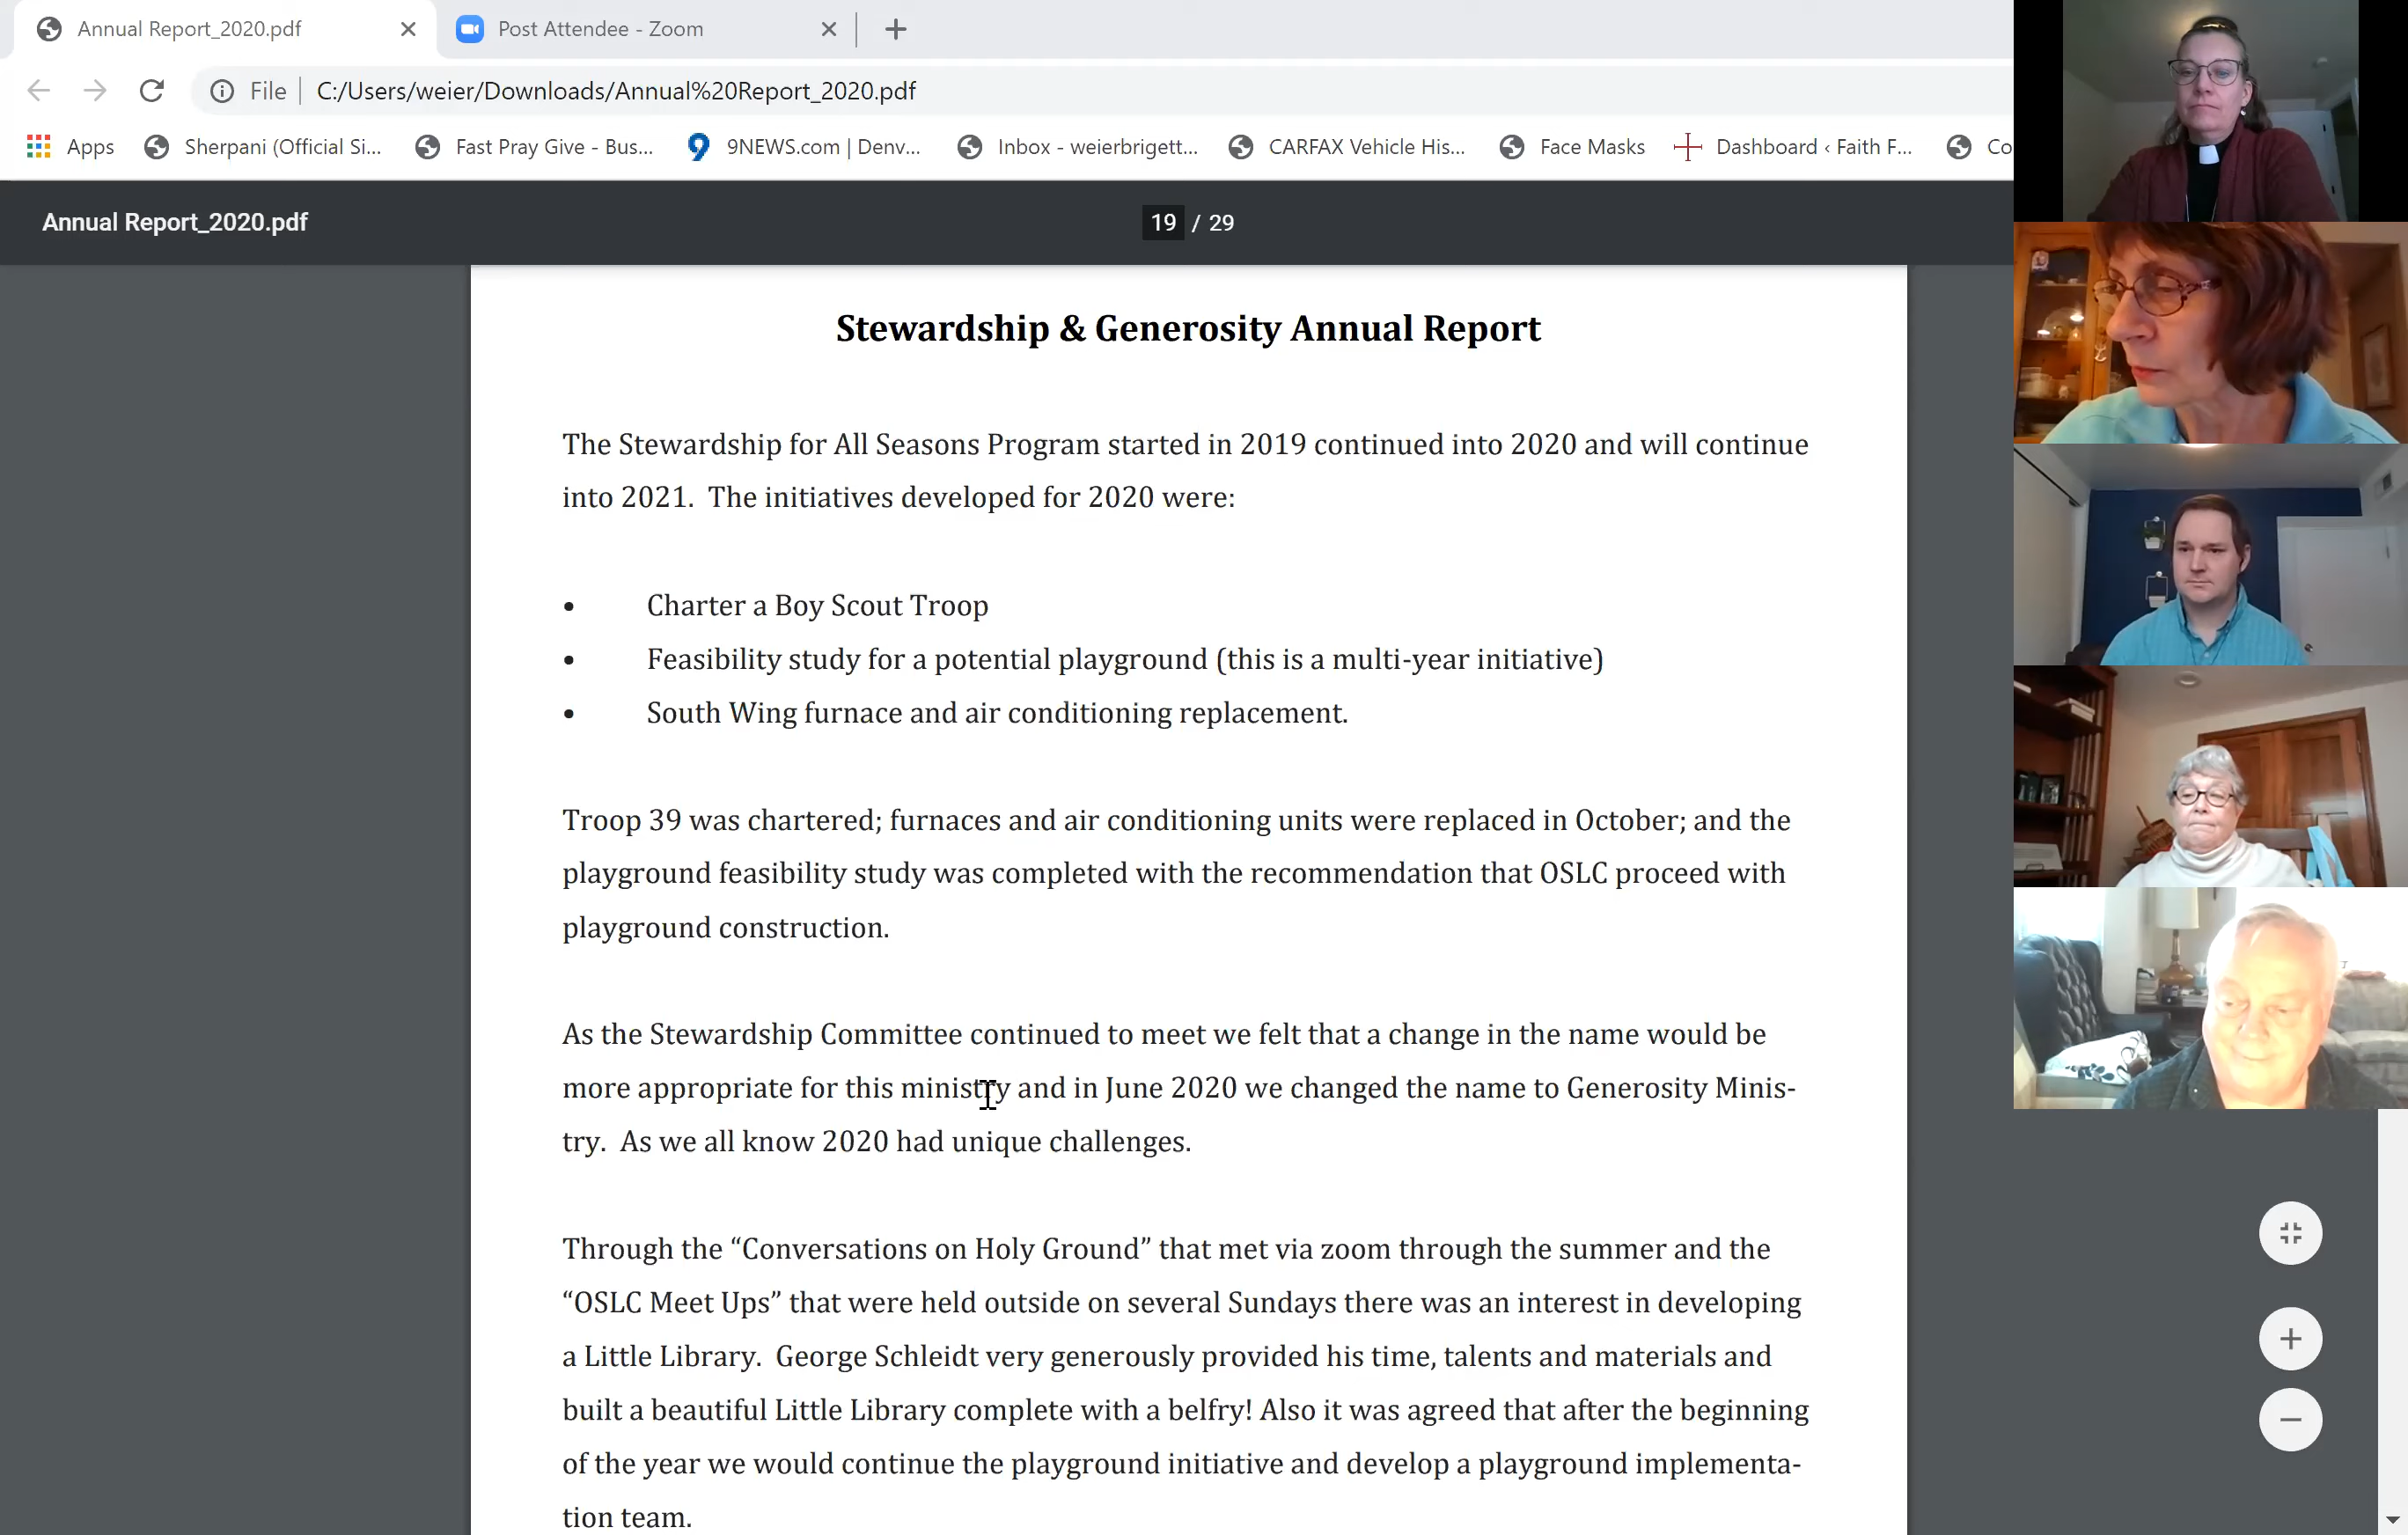 Annual Report_2020.pdf
Post Attendee - Zoom
File
C:/Users/weier/Downloads/Annual%20Report_2020.pdf
Apps
Sherpani (Official Si...
Fast Pray Give - Bus...
9NEWS.com | Denv...
Inbox - weierbrigett...
CARFAX Vehicle His...
Face Masks
Dashboard ‹ Faith F...
Co
Annual Report_2020.pdf
19 / 29
Stewardship & Generosity Annual Report
The Stewardship for All Seasons Program started in 2019 continued into 2020 and will continue
into 2021.  The initiatives developed for 2020 were:
• Charter a Boy Scout Troop
• Feasibility study for a potential playground (this is a multi-year initiative)
• South Wing furnace and air conditioning replacement.
Troop 39 was chartered; furnaces and air conditioning units were replaced in October; and the
playground feasibility study was completed with the recommendation that OSLC proceed with
playground construction.
As the Stewardship Committee continued to meet we felt that a change in the name would be
more appropriate for this ministry and in June 2020 we changed the name to Generosity Minis-
try.  As we all know 2020 had unique challenges.
Through the “Conversations on Holy Ground” that met via zoom through the summer and the
“OSLC Meet Ups” that were held outside on several Sundays there was an interest in developing
a Little Library.  George Schleidt very generously provided his time, talents and materials and
built a beautiful Little Library complete with a belfry! Also it was agreed that after the beginning
of the year we would continue the playground initiative and develop a playground implementa-
tion team.